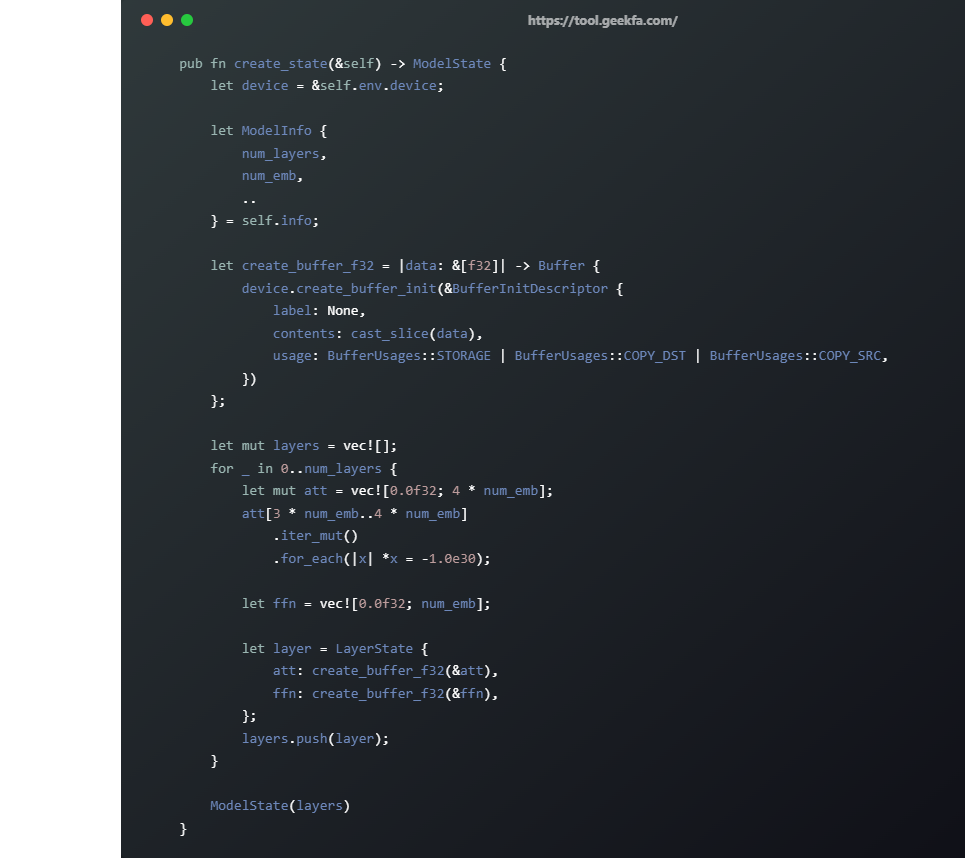 https://tool.geekfa.com/
pub fn create_state(&self) -> ModelState {
    let device = &self.env.device;

    let ModelInfo {
        num_layers,
        num_emb,
        ..
    } = self.info;

    let create_buffer_f32 = |data: &[f32]| -> Buffer {
        device.create_buffer_init(&BufferInitDescriptor {
            label: None,
            contents: cast_slice(data),
            usage: BufferUsages::STORAGE | BufferUsages::COPY_DST | BufferUsages::COPY_SRC,
        })
    };

    let mut layers = vec![];
    for _ in 0..num_layers {
        let mut att = vec![0.0f32; 4 * num_emb];
        att[3 * num_emb..4 * num_emb]
            .iter_mut()
            .for_each(|x| *x = -1.0e30);

        let ffn = vec![0.0f32; num_emb];

        let layer = LayerState {
            att: create_buffer_f32(&att),
            ffn: create_buffer_f32(&ffn),
        };
        layers.push(layer);
    }

    ModelState(layers)
}